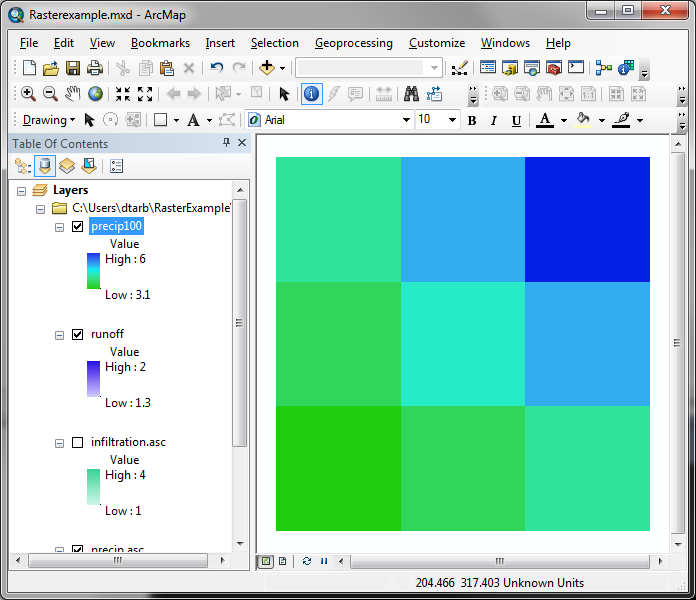 Rasterexample.mxd - ArcMap
File Edit View Bookmarks Insert Selection Geoprocessing Customize Windows Help
Drawing A Arial 10 B I U A
Table Of Contents
Layers
C:\Users\dtarb\RasterExample
precip100
Value
High : 6
Low : 3.1
runoff
Value
High : 2
Low : 1.3
infiltration.asc
Value
High : 4
Low : 1
precip.asc
204.466 317.403 Unknown Units